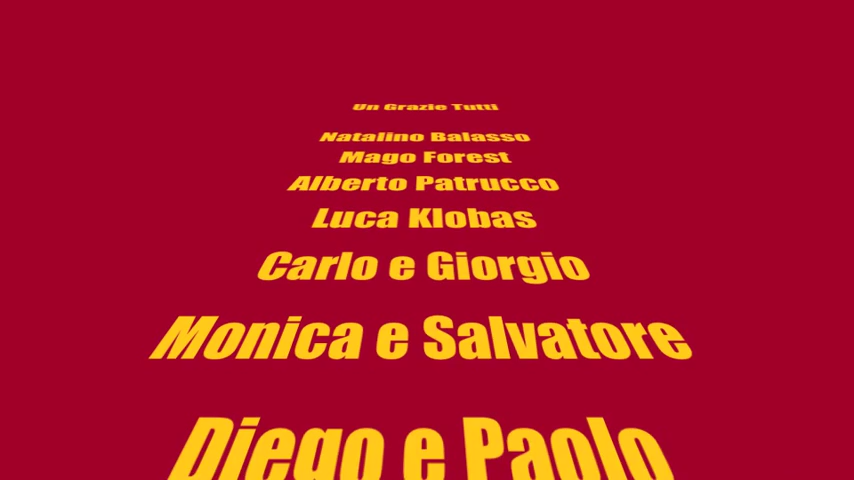 Un Grazie Tutti
Natalino Balasso
Mago Forest
Alberto Patrucco
Luca Klobas
Carlo e Giorgio
Monica e Salvatore
Diego e Paolo